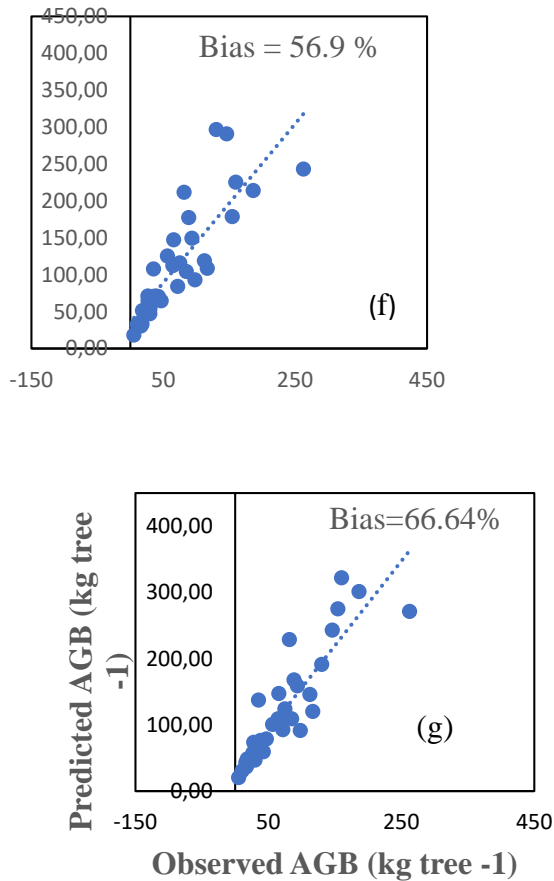 450,00
Bias = 56.9 %
400,00
350,00
300,00
250,00
200,00
150,00
100,00
50,00
(f)
0,00
-150 50 250 450
Bias=66.64%
400,00
300,00
200,00
100,00
(g)
0,00
Predicted AGB (kg tree
-1)
-150 50 250 450
Observed AGB (kg tree -1)